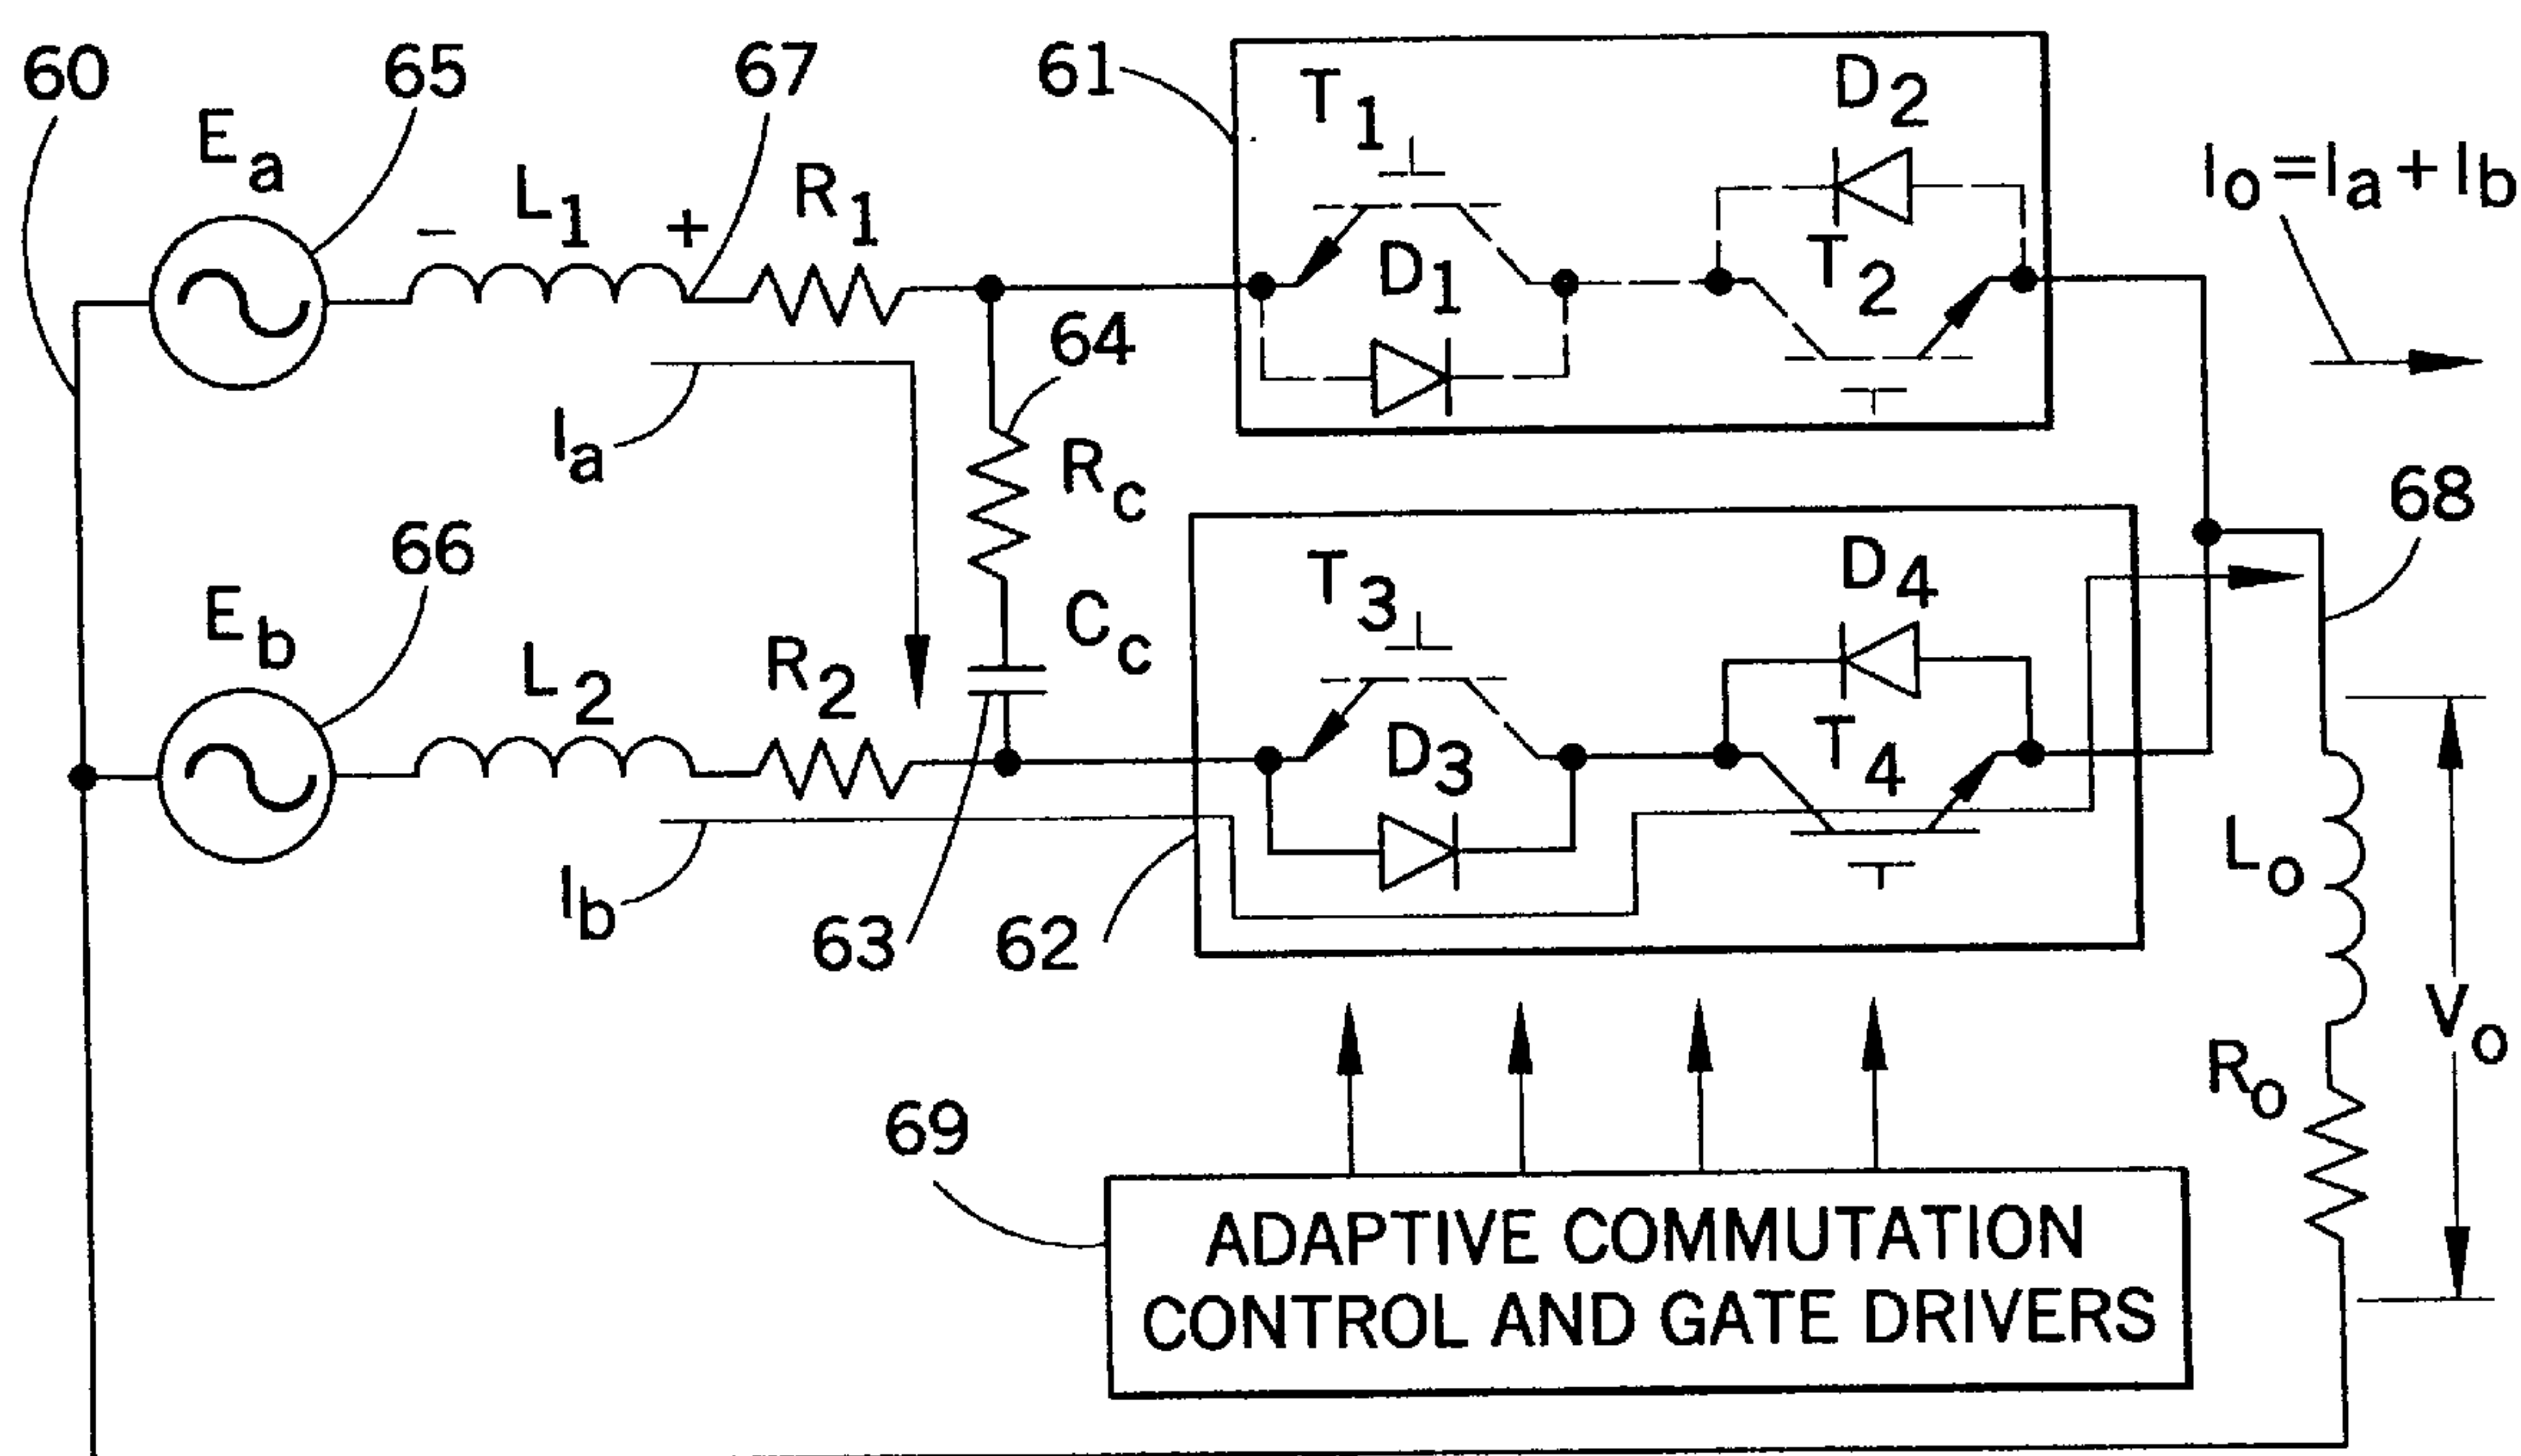 60
65
67
61
T1
D2
Ea
L1
R1
Io = Ia + Ib
− +
D1
T2
64
Ia
Rc
68
66
T3
D4
Eb
Cc
L2
R2
D3
T4
Lo
Ib
63
62
Vo
Ro
69
ADAPTIVE COMMUTATION
CONTROL AND GATE DRIVERS